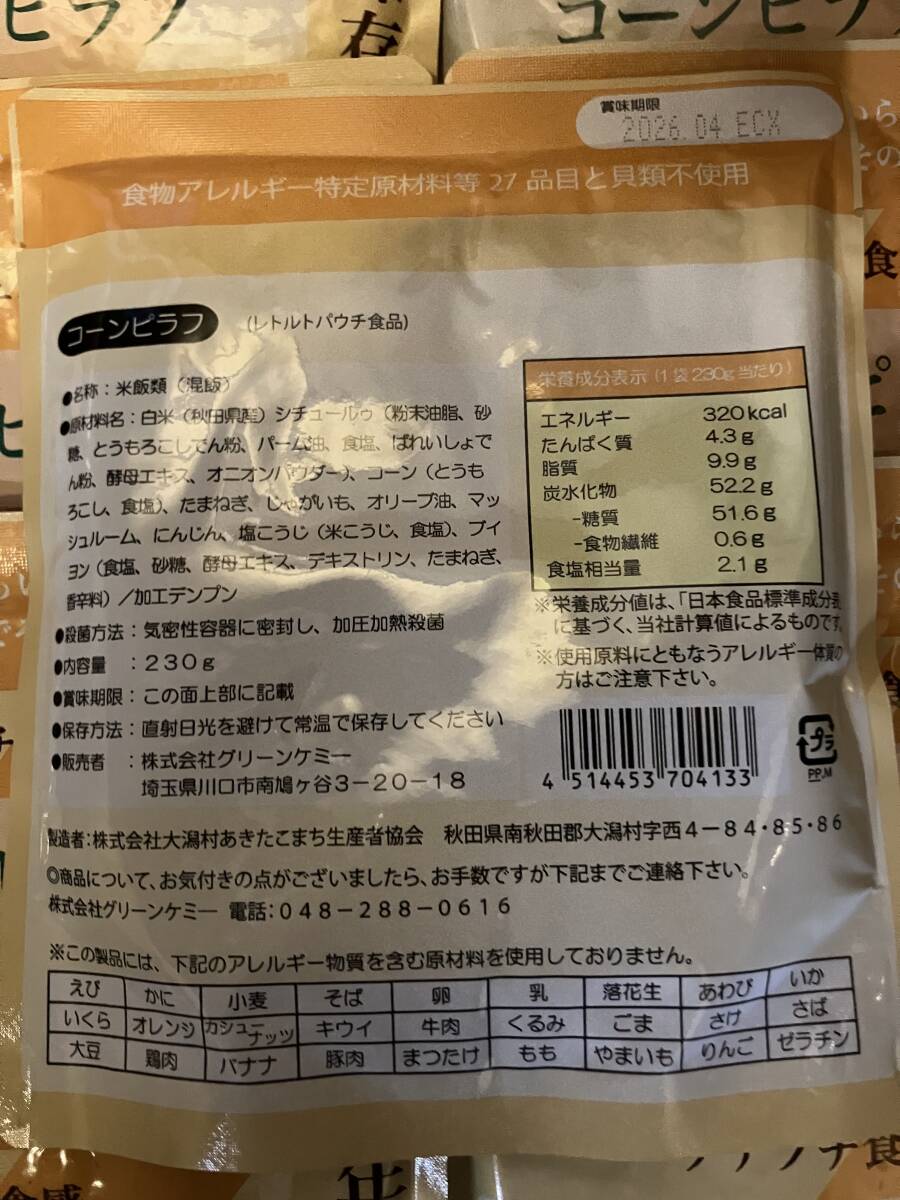 ピラフ
存
コーンピラフ
賞味期限
2026.04 ECX
食物アレルギー特定原材料等 27 品目と貝類不使用
コーンピラフ
(レトルトパウチ食品)
●名称：米飯類（混飯）
●原材料名：白米（秋田県産）シチュールゥ（粉末油脂、砂
糖、とうもろこしでん粉、パーム油、食塩、ばれいしょで
ん粉、酵母エキス、オニオンパウダー）、コーン（とうも
ろこし、食塩）、たまねぎ、じゃがいも、オリーブ油、マッ
シュルーム、にんじん、塩こうじ（米こうじ、食塩）、ブイ
ヨン（食塩、砂糖、酵母エキス、デキストリン、たまねぎ、
香辛料）／加工デンプン
●殺菌方法：気密性容器に密封し、加圧加熱殺菌
●内容量　：230g
●賞味期限：この面上部に記載
●保存方法：直射日光を避けて常温で保存してください
●販売者　：株式会社グリーンケミー
埼玉県川口市南鳩ヶ谷3－20－18
栄養成分表示（1袋230g当たり）
エネルギー 320kcal
たんぱく質 4.3g
脂質 9.9g
炭水化物 52.2g
-糖質 51.6g
-食物繊維 0.6g
食塩相当量 2.1g
※栄養成分値は、「日本食品標準成分表
に基づく、当社計算値によるものです
※使用原料にともなうアレルギー体質の
方はご注意下さい。
4 514453 704133
プラ
PP,M
製造者：株式会社大潟村あきたこまち生産者協会　秋田県南秋田郡大潟村字西4－84・85・86
◎商品について、お気付きの点がございましたら、お手数ですが下記までご連絡下さい。
株式会社グリーンケミー　電話：048－288－0616
※この製品には、下記のアレルギー物質を含む原材料を使用しておりません。
えび かに 小麦 そば 卵 乳 落花生 あわび いか
いくら オレンジ カシューナッツ キウイ 牛肉 くるみ ごま さけ さば
大豆 鶏肉 バナナ 豚肉 まつたけ もも やまいも りんご ゼラチン
食感